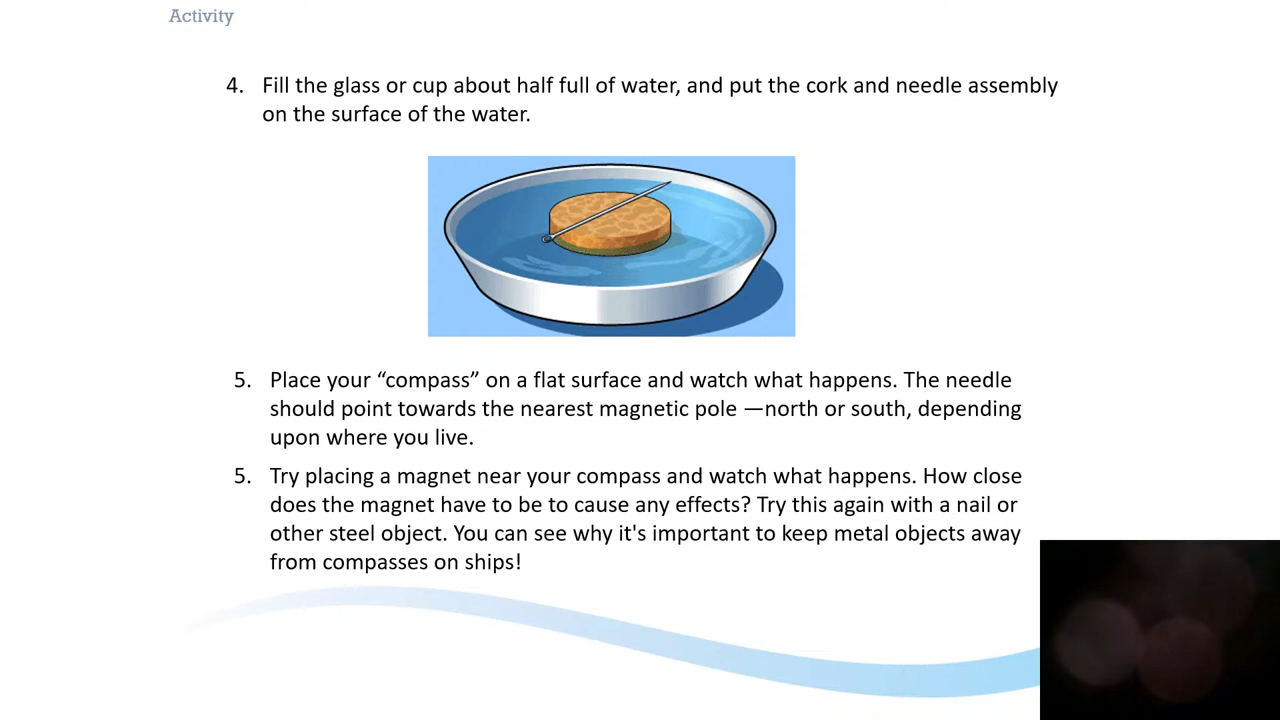 Activity
4. Fill the glass or cup about half full of water, and put the cork and needle assembly
on the surface of the water.
5. Place your “compass” on a flat surface and watch what happens. The needle
should point towards the nearest magnetic pole —north or south, depending
upon where you live.
5. Try placing a magnet near your compass and watch what happens. How close
does the magnet have to be to cause any effects? Try this again with a nail or
other steel object. You can see why it's important to keep metal objects away
from compasses on ships!